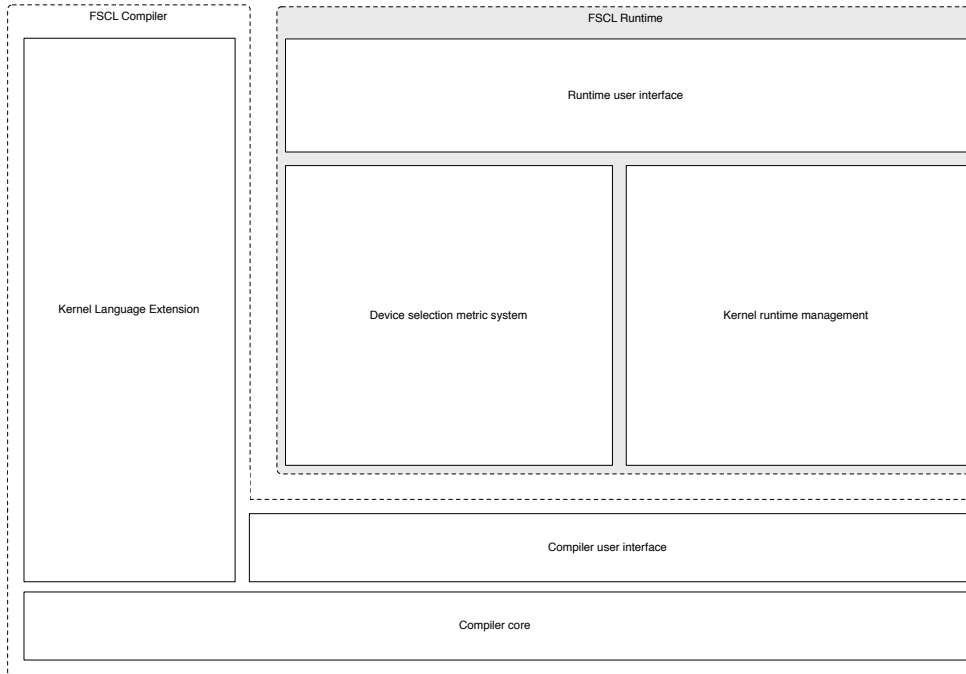 FSCL Compiler
FSCL Runtime
Runtime user interface
Kernel Language Extension
Device selection metric system
Kernel runtime management
Compiler user interface
Compiler core